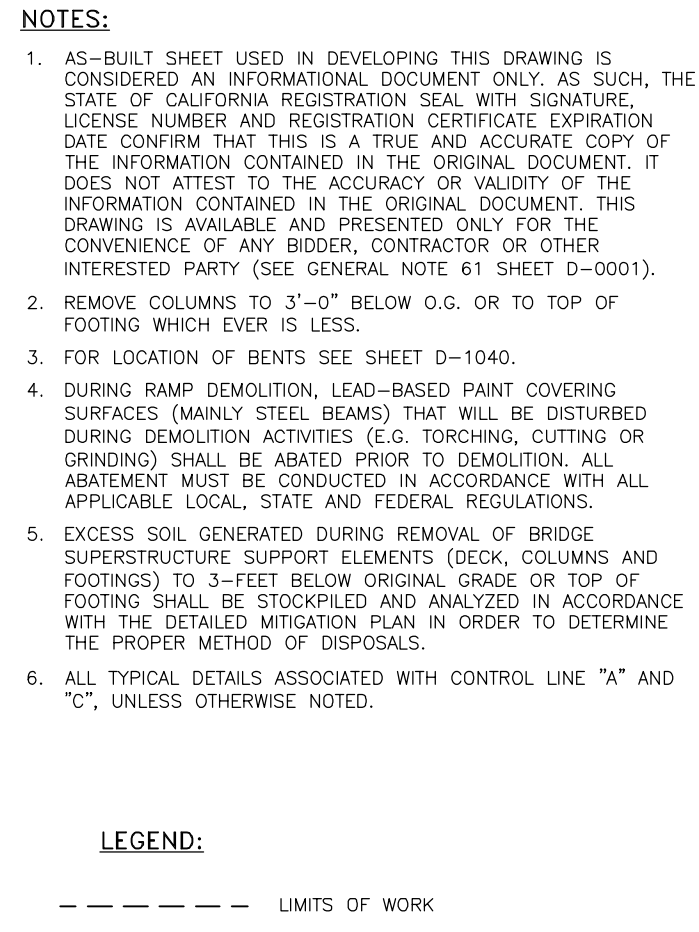 NOTES:
1. AS-BUILT SHEET USED IN DEVELOPING THIS DRAWING IS
CONSIDERED AN INFORMATIONAL DOCUMENT ONLY. AS SUCH, THE
STATE OF CALIFORNIA REGISTRATION SEAL WITH SIGNATURE,
LICENSE NUMBER AND REGISTRATION CERTIFICATE EXPIRATION
DATE CONFIRM THAT THIS IS A TRUE AND ACCURATE COPY OF
THE INFORMATION CONTAINED IN THE ORIGINAL DOCUMENT. IT
DOES NOT ATTEST TO THE ACCURACY OR VALIDITY OF THE
INFORMATION CONTAINED IN THE ORIGINAL DOCUMENT. THIS
DRAWING IS AVAILABLE AND PRESENTED ONLY FOR THE
CONVENIENCE OF ANY BIDDER, CONTRACTOR OR OTHER
INTERESTED PARTY (SEE GENERAL NOTE 61 SHEET D-0001).
2. REMOVE COLUMNS TO 3'-0" BELOW O.G. OR TO TOP OF
FOOTING WHICH EVER IS LESS.
3. FOR LOCATION OF BENTS SEE SHEET D-1040.
4. DURING RAMP DEMOLITION, LEAD-BASED PAINT COVERING
SURFACES (MAINLY STEEL BEAMS) THAT WILL BE DISTURBED
DURING DEMOLITION ACTIVITIES (E.G. TORCHING, CUTTING OR
GRINDING) SHALL BE ABATED PRIOR TO DEMOLITION. ALL
ABATEMENT MUST BE CONDUCTED IN ACCORDANCE WITH ALL
APPLICABLE LOCAL, STATE AND FEDERAL REGULATIONS.
5. EXCESS SOIL GENERATED DURING REMOVAL OF BRIDGE
SUPERSTRUCTURE SUPPORT ELEMENTS (DECK, COLUMNS AND
FOOTINGS) TO 3-FEET BELOW ORIGINAL GRADE OR TOP OF
FOOTING SHALL BE STOCKPILED AND ANALYZED IN ACCORDANCE
WITH THE DETAILED MITIGATION PLAN IN ORDER TO DETERMINE
THE PROPER METHOD OF DISPOSALS.
6. ALL TYPICAL DETAILS ASSOCIATED WITH CONTROL LINE "A" AND
"C", UNLESS OTHERWISE NOTED.
LEGEND:
LIMITS OF WORK